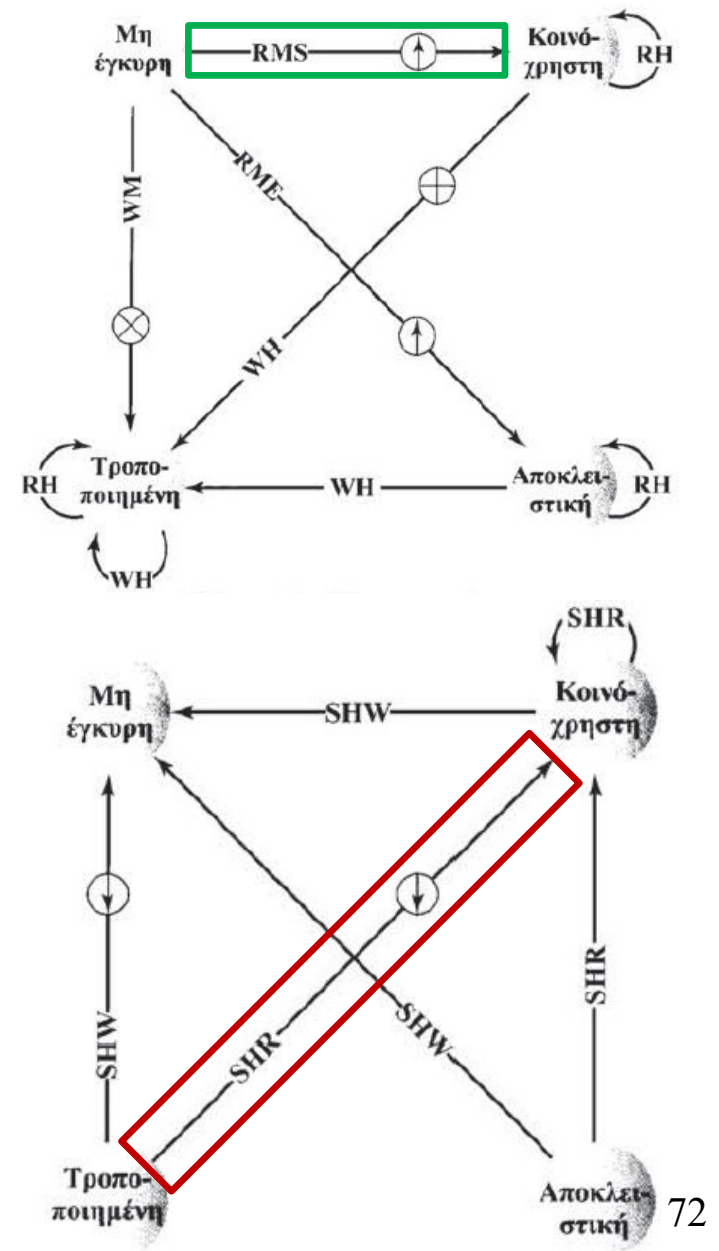 Μη
έγκυρη
RMS
Κοινό-
χρηστη
RH
WM
RME
WH
RH
Τροπο-
ποιημένη
WH
WH
Αποκλει-
στική
RH
SHR
Μη
έγκυρη
SHW
Κοινό-
χρηστη
SHW
SHR
SHW
SHR
Τροπο-
ποιημένη
Αποκλει-
στική
72